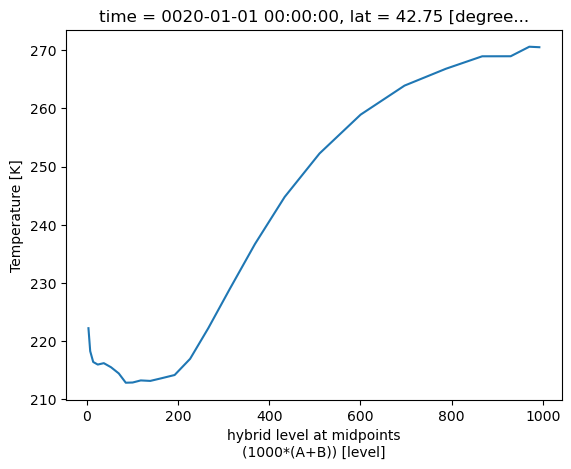 time = 0020-01-01 00:00:00, lat = 42.75 [degree...
270
260
250
240
230
220
210
Temperature [K]
0 200 400 600 800 1000
hybrid level at midpoints
(1000*(A+B)) [level]